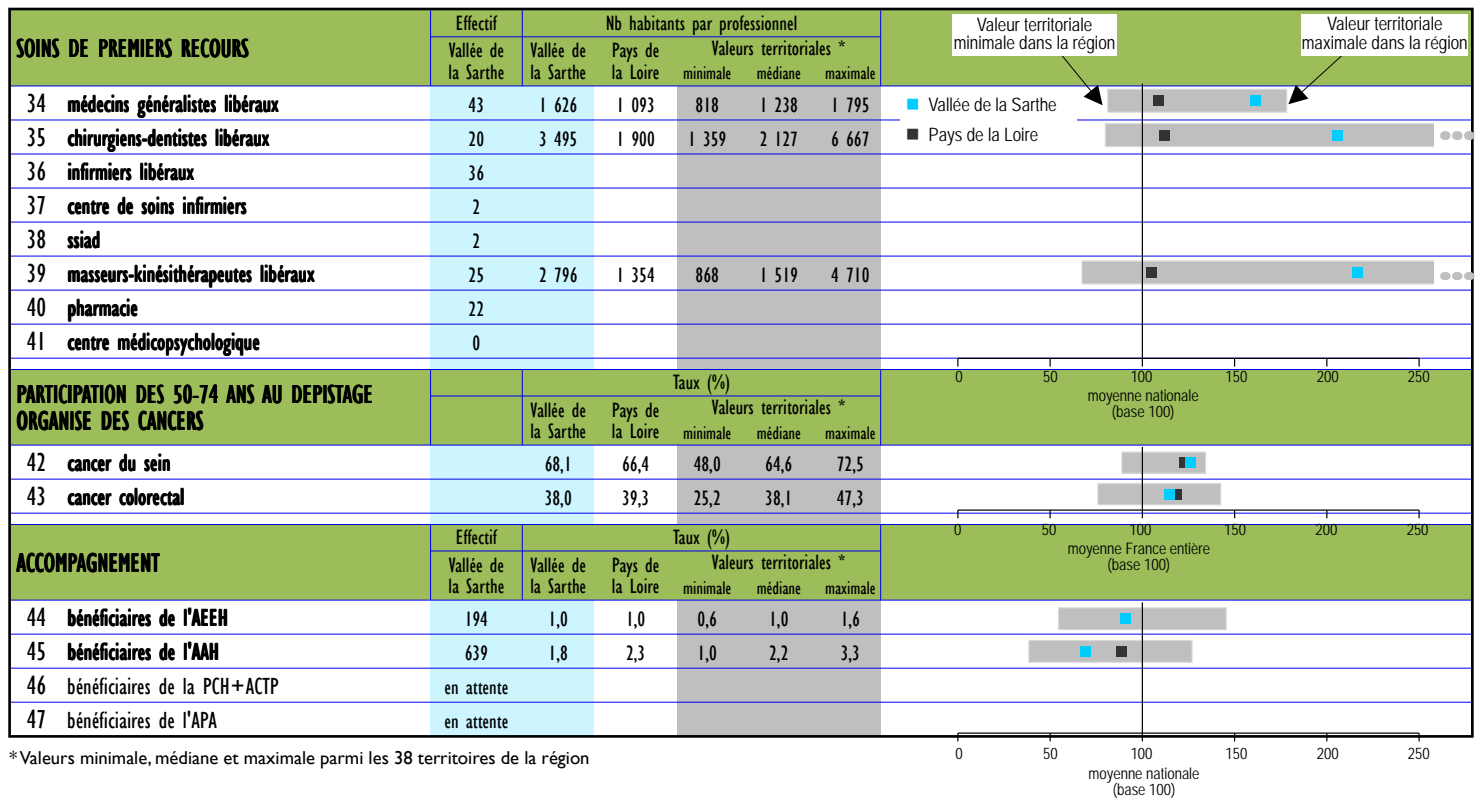 SOINS DE PREMIERS RECOURS
Effectif Nb habitants par professionnel
Vallée de la Sarthe Vallée de la Sarthe Pays de la Loire Valeurs territoriales *
minimale médiane maximale
Valeur territoriale minimale dans la région
Valeur territoriale maximale dans la région
34 médecins généralistes libéraux 43 1 626 1 093 818 1 238 1 795
Vallée de la Sarthe
35 chirurgiens-dentistes libéraux 20 3 495 1 900 1 359 2 127 6 667
Pays de la Loire
36 infirmiers libéraux 36
37 centre de soins infirmiers 2
38 ssiad 2
39 masseurs-kinésithérapeutes libéraux 25 2 796 1 354 868 1 519 4 710
40 pharmacie 22
41 centre médicopsychologique 0
0 50 100 150 200 250
moyenne nationale
(base 100)
PARTICIPATION DES 50-74 ANS AU DEPISTAGE
ORGANISE DES CANCERS
Taux (%)
Vallée de la Sarthe Pays de la Loire Valeurs territoriales *
minimale médiane maximale
42 cancer du sein 68,1 66,4 48,0 64,6 72,5
43 cancer colorectal 38,0 39,3 25,2 38,1 47,3
0 50 100 150 200 250
moyenne France entière
(base 100)
ACCOMPAGNEMENT
Effectif Taux (%)
Vallée de la Sarthe Vallée de la Sarthe Pays de la Loire Valeurs territoriales *
minimale médiane maximale
44 bénéficiaires de l'AEEH 194 1,0 1,0 0,6 1,0 1,6
45 bénéficiaires de l'AAH 639 1,8 2,3 1,0 2,2 3,3
46 bénéficiaires de la PCH+ACTP en attente
47 bénéficiaires de l'APA en attente
0 50 100 150 200 250
moyenne nationale
(base 100)
* Valeurs minimale, médiane et maximale parmi les 38 territoires de la région